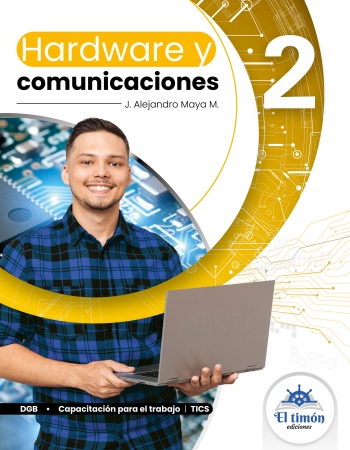 Hardware y
comunicaciones
2
J. Alejandro Maya M.
DGB • Capacitación para el trabajo | TICS
El timón
ediciones